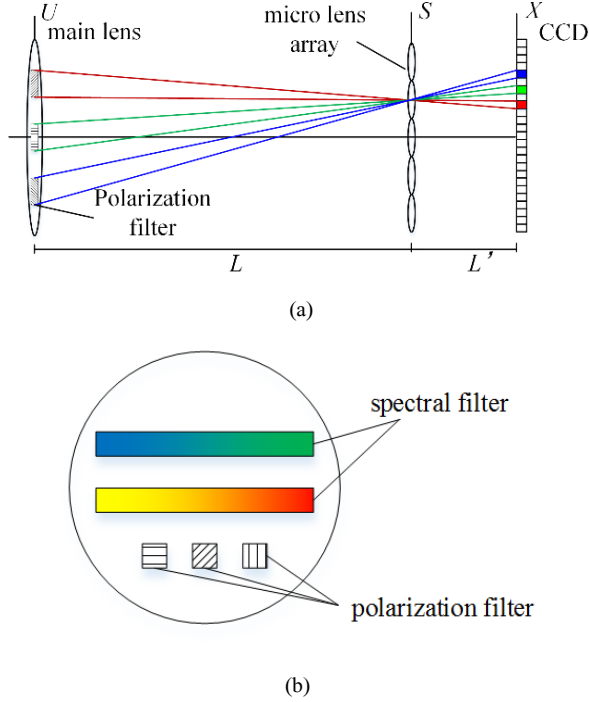 U
S
X
main lens
micro lens
array
CCD
Polarization
filter
L
L'
(a)
spectral filter
polarization filter
(b)